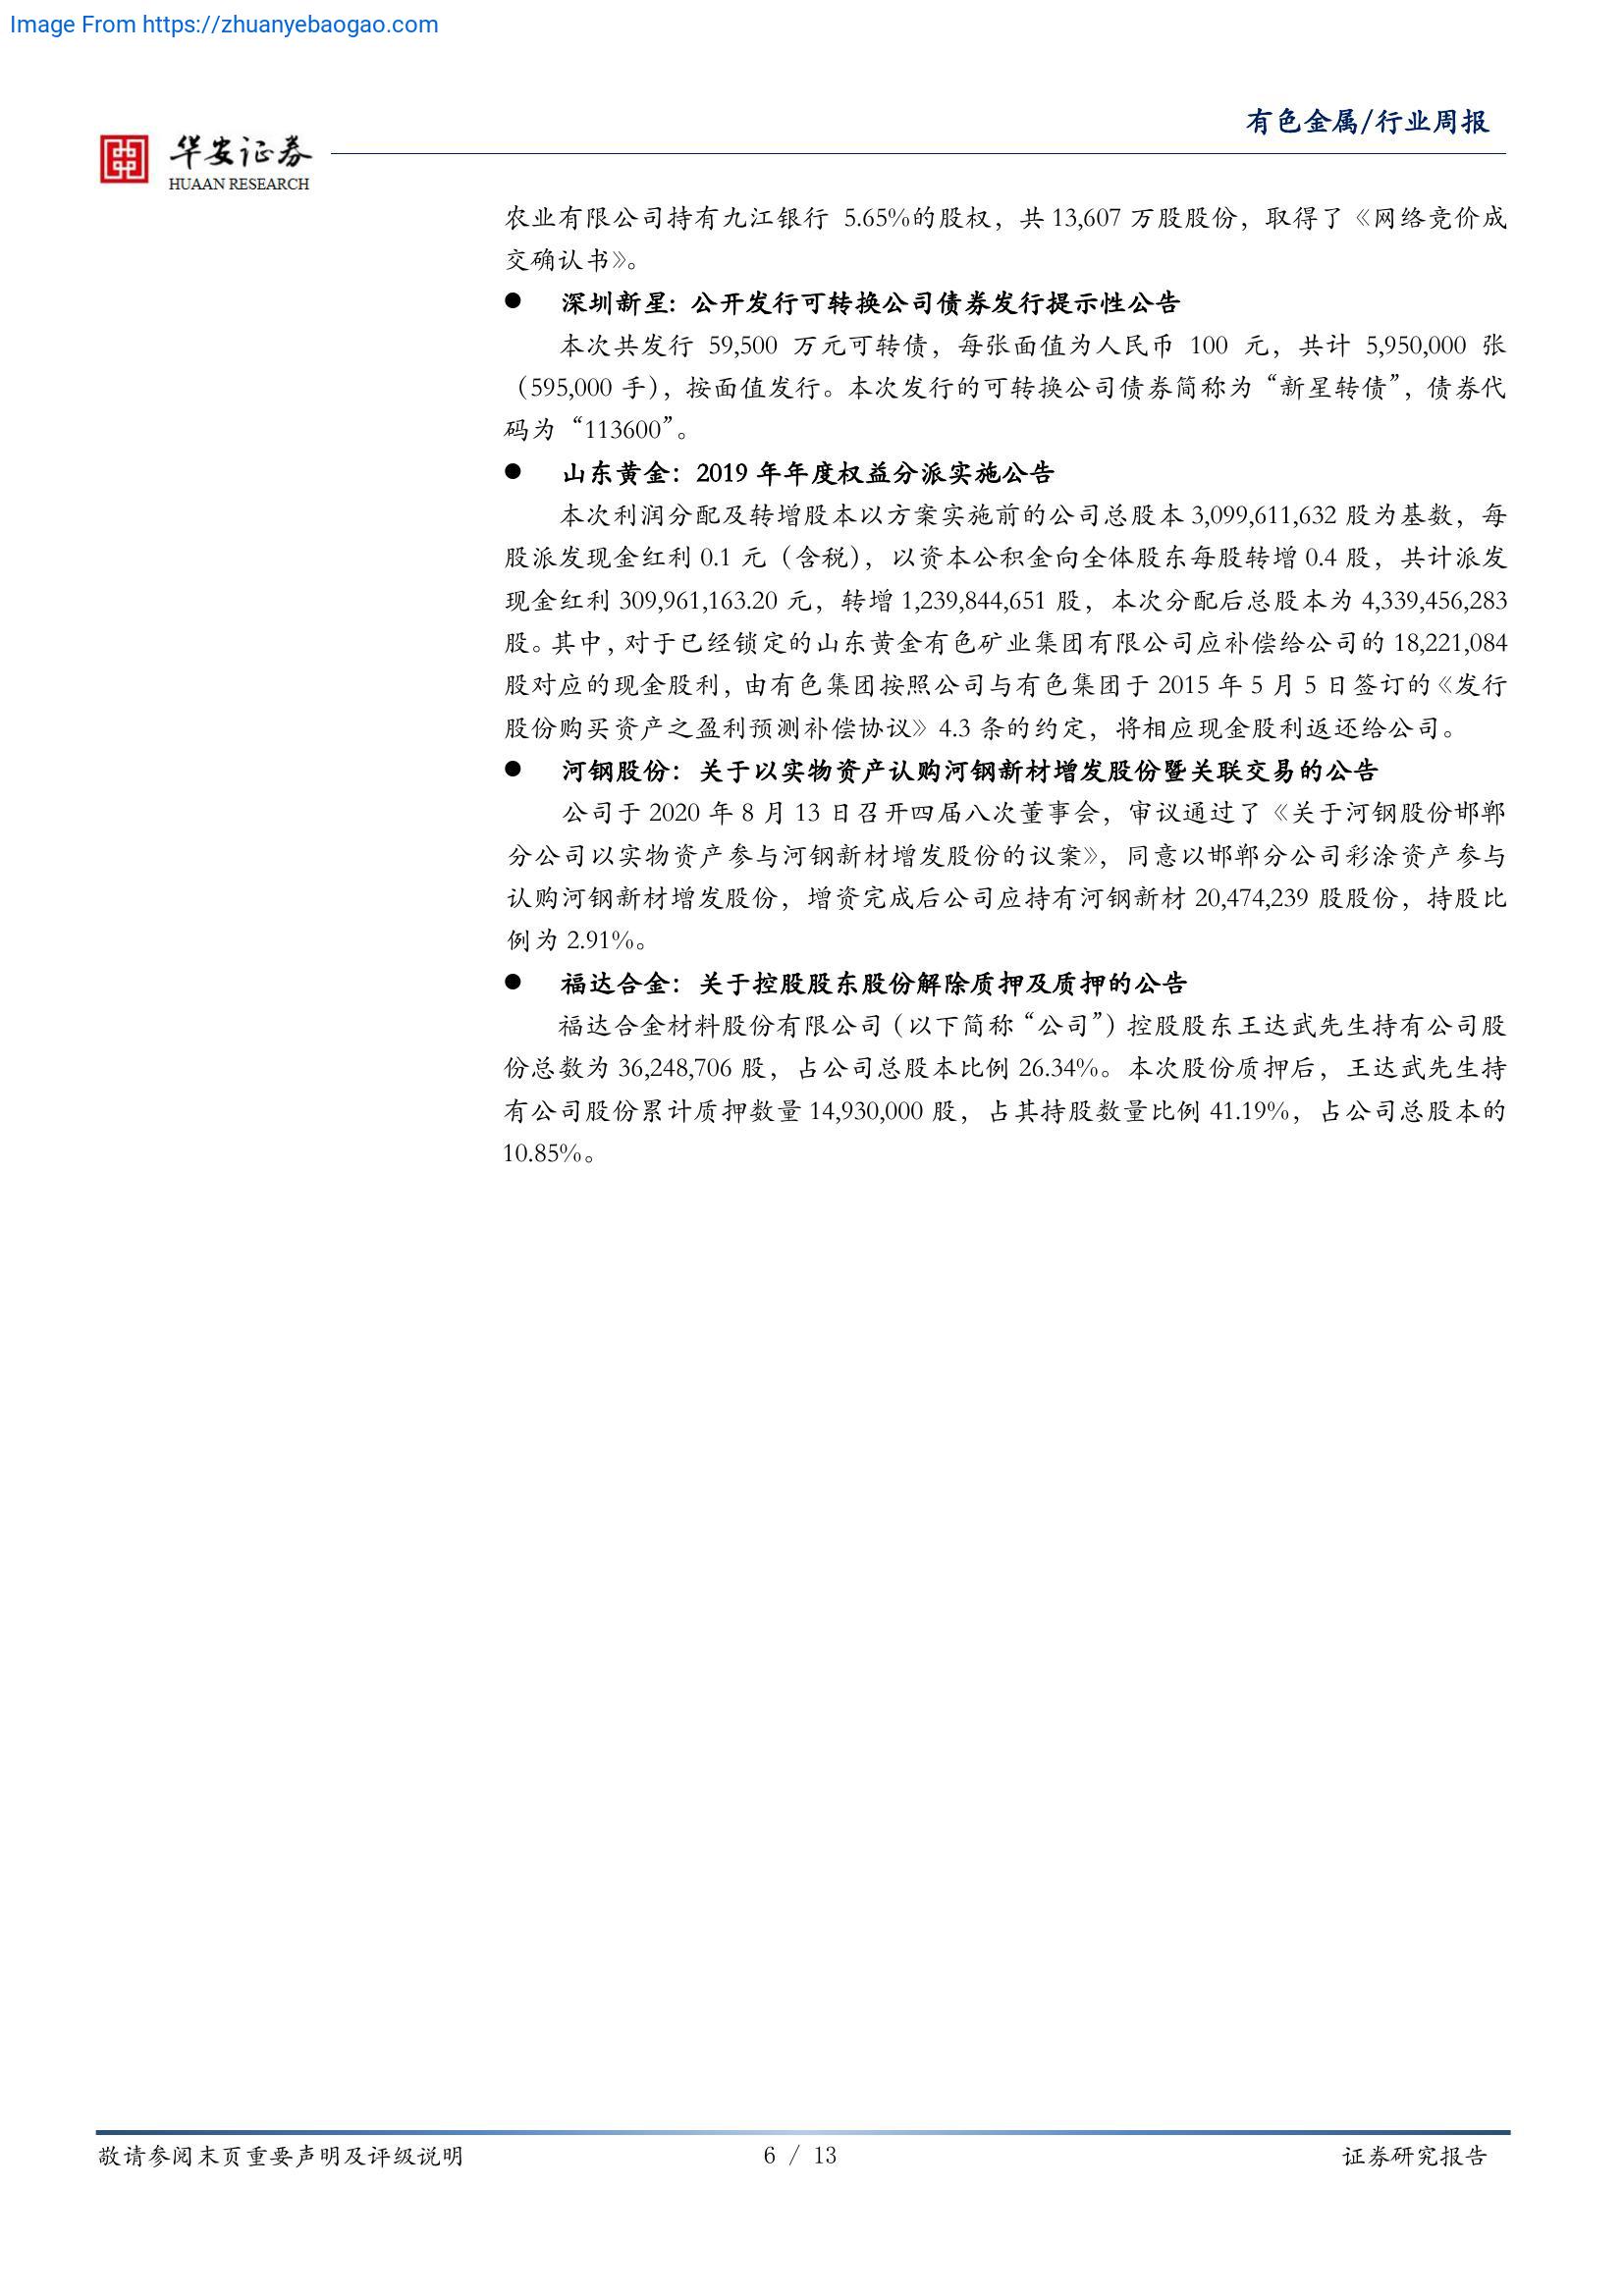 Image From https://zhuanyebaogao.com
有色金属/行业周报
华安证券
HUAAN RESEARCH
农业有限公司持有九江银行 5.65%的股权，共 13,607 万股股份，取得了《网络竞价成
交确认书》。
● 深圳新星：公开发行可转换公司债券发行提示性公告
本次共发行 59,500 万元可转债，每张面值为人民币 100 元，共计 5,950,000 张
（595,000 手），按面值发行。本次发行的可转换公司债券简称为“新星转债”，债券代
码为“113600”。
● 山东黄金：2019 年年度权益分派实施公告
本次利润分配及转增股本以方案实施前的公司总股本 3,099,611,632 股为基数，每
股派发现金红利 0.1 元（含税），以资本公积金向全体股东每股转增 0.4 股，共计派发
现金红利 309,961,163.20 元，转增 1,239,844,651 股，本次分配后总股本为 4,339,456,283
股。其中，对于已经锁定的山东黄金有色矿业集团有限公司应补偿给公司的 18,221,084
股对应的现金股利，由有色集团按照公司与有色集团于 2015 年 5 月 5 日签订的《发行
股份购买资产之盈利预测补偿协议》4.3 条的约定，将相应现金股利返还给公司。
● 河钢股份：关于以实物资产认购河钢新材增发股份暨关联交易的公告
公司于 2020 年 8 月 13 日召开四届八次董事会，审议通过了《关于河钢股份邯郸
分公司以实物资产参与河钢新材增发股份的议案》，同意以邯郸分公司彩涂资产参与
认购河钢新材增发股份，增资完成后公司应持有河钢新材 20,474,239 股股份，持股比
例为 2.91%。
● 福达合金：关于控股股东股份解除质押及质押的公告
福达合金材料股份有限公司（以下简称“公司”）控股股东王达武先生持有公司股
份总数为 36,248,706 股，占公司总股本比例 26.34%。本次股份质押后，王达武先生持
有公司股份累计质押数量 14,930,000 股，占其持股数量比例 41.19%，占公司总股本的
10.85%。
敬请参阅末页重要声明及评级说明
6 / 13
证券研究报告